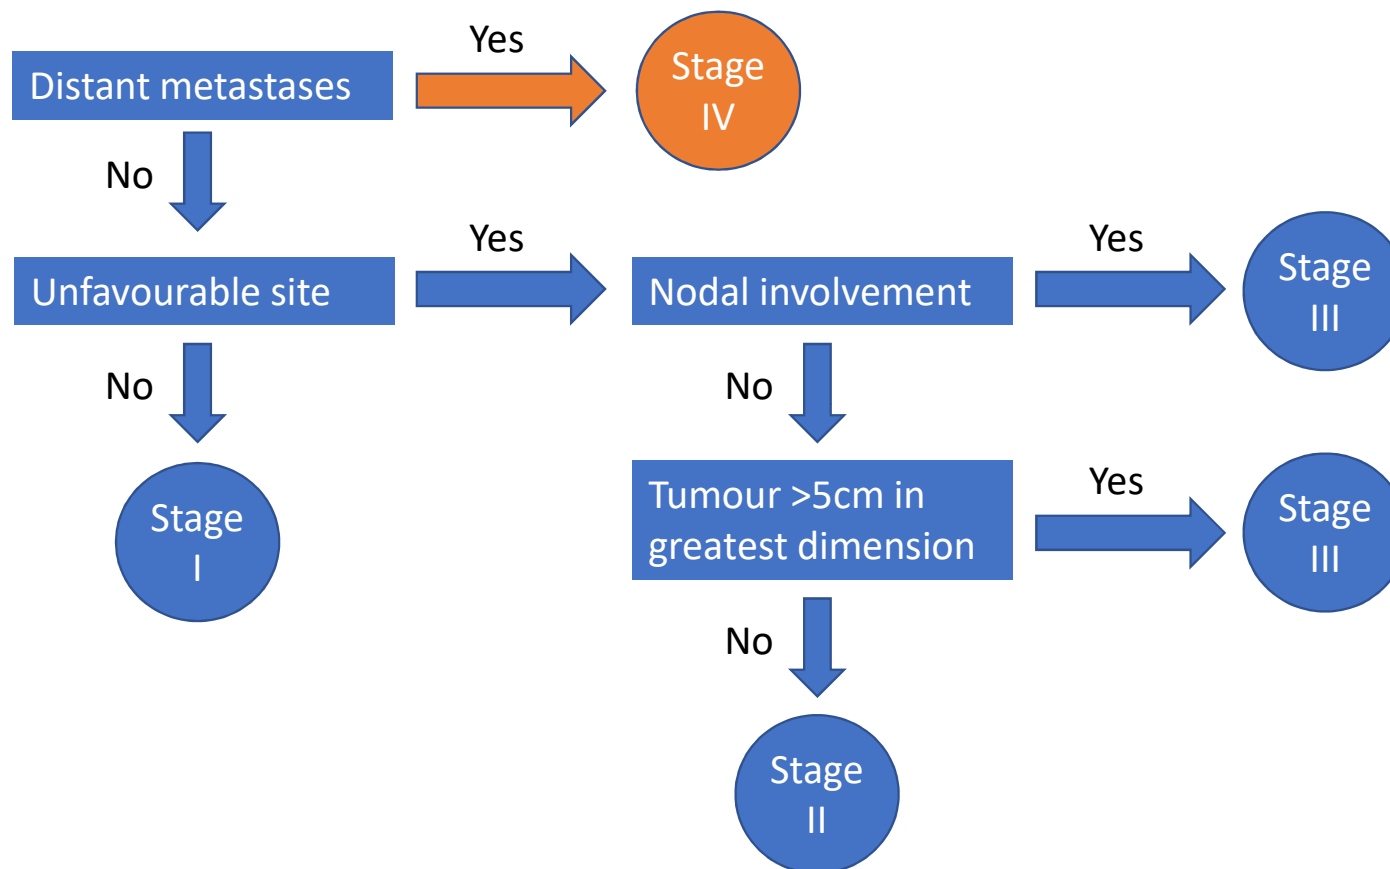 Yes
Distant metastases
Stage
IV
No
Yes
Yes
Unfavourable site
Nodal involvement
Stage
III
No
No
Stage
I
Tumour >5cm in
greatest dimension
Yes
Stage
III
No
Stage
II